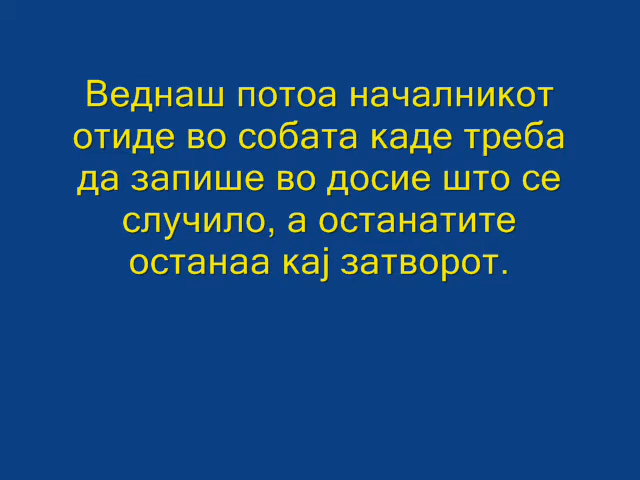 Веднаш потоа началникот
отиде во собата каде треба
да запише во досие што се
случило, а останатите
останаа кај затворот.